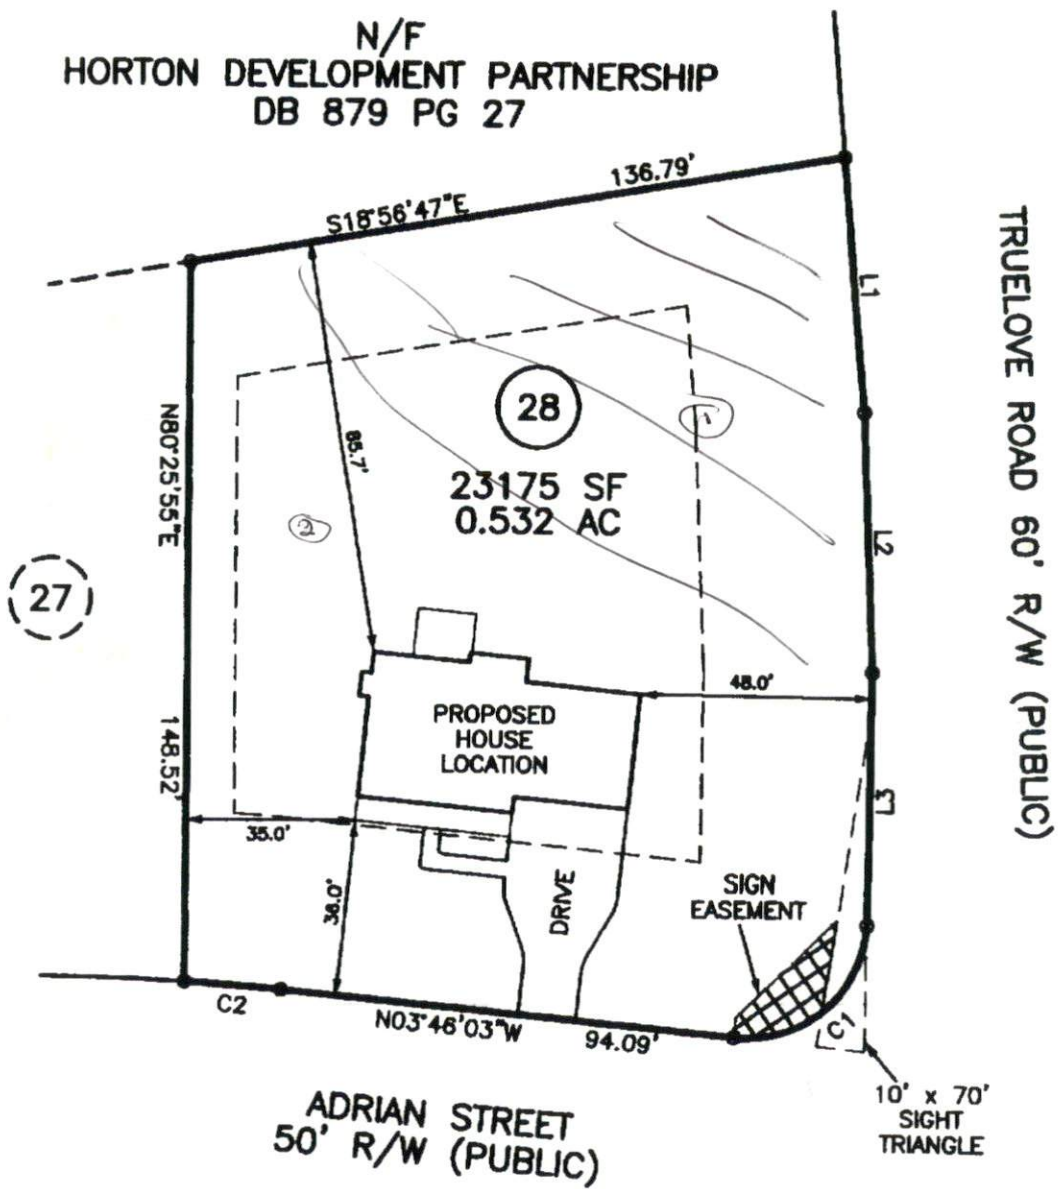 N/F
HORTON DEVELOPMENT PARTNERSHIP
DB 879 PG 27
136.79'
S18°56'47"E
L1
TRUELOVE ROAD 60' R/W (PUBLIC)
28
1
23175 SF
0.532 AC
85.7'
2
N80°25'55"E
L2
27
48.0'
PROPOSED
HOUSE
LOCATION
148.52'
L3
35.0'
38.0'
DRIVE
SIGN
EASEMENT
C2
N03°46'03"W
94.09'
C1
10' x 70'
SIGHT
TRIANGLE
ADRIAN STREET
50' R/W (PUBLIC)